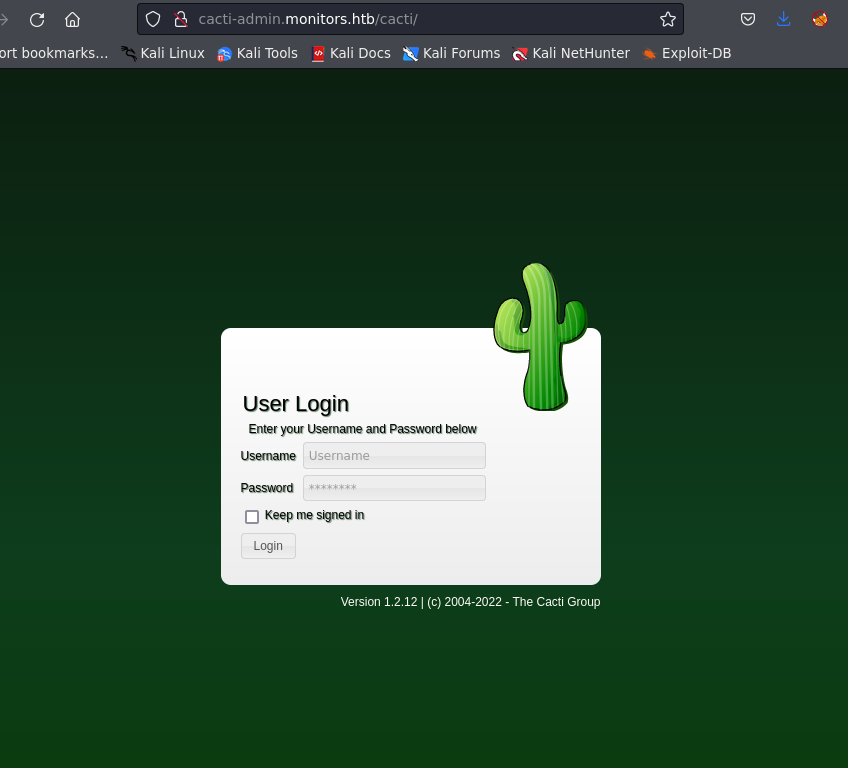 cacti-admin.monitors.htb/cacti/
ort bookmarks… Kali Linux Kali Tools Kali Docs Kali Forums Kali NetHunter Exploit-DB
User Login
Enter your Username and Password below
Username Username
Password ********
Keep me signed in
Login
Version 1.2.12 | (c) 2004-2022 - The Cacti Group